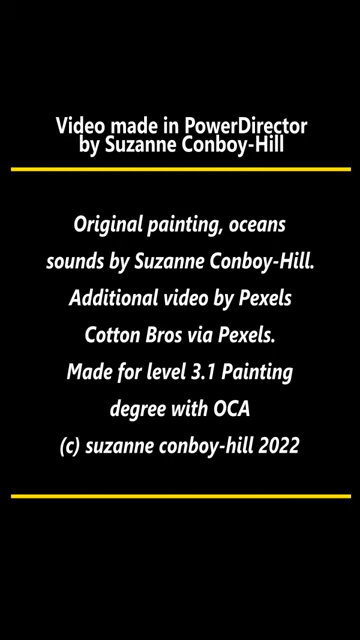 Video made in PowerDirector
by Suzanne Conboy-Hill
Original painting, oceans
sounds by Suzanne Conboy-Hill.
Additional video by Pexels
Cotton Bros via Pexels.
Made for level 3.1 Painting
degree with OCA
(c) suzanne conboy-hill 2022